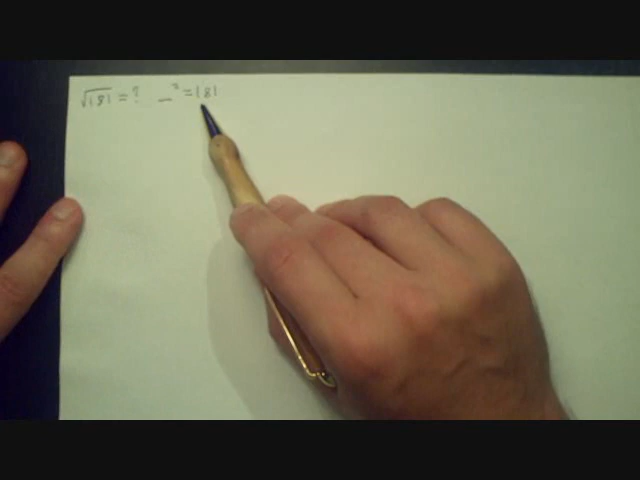 √181 = ? _² = 181